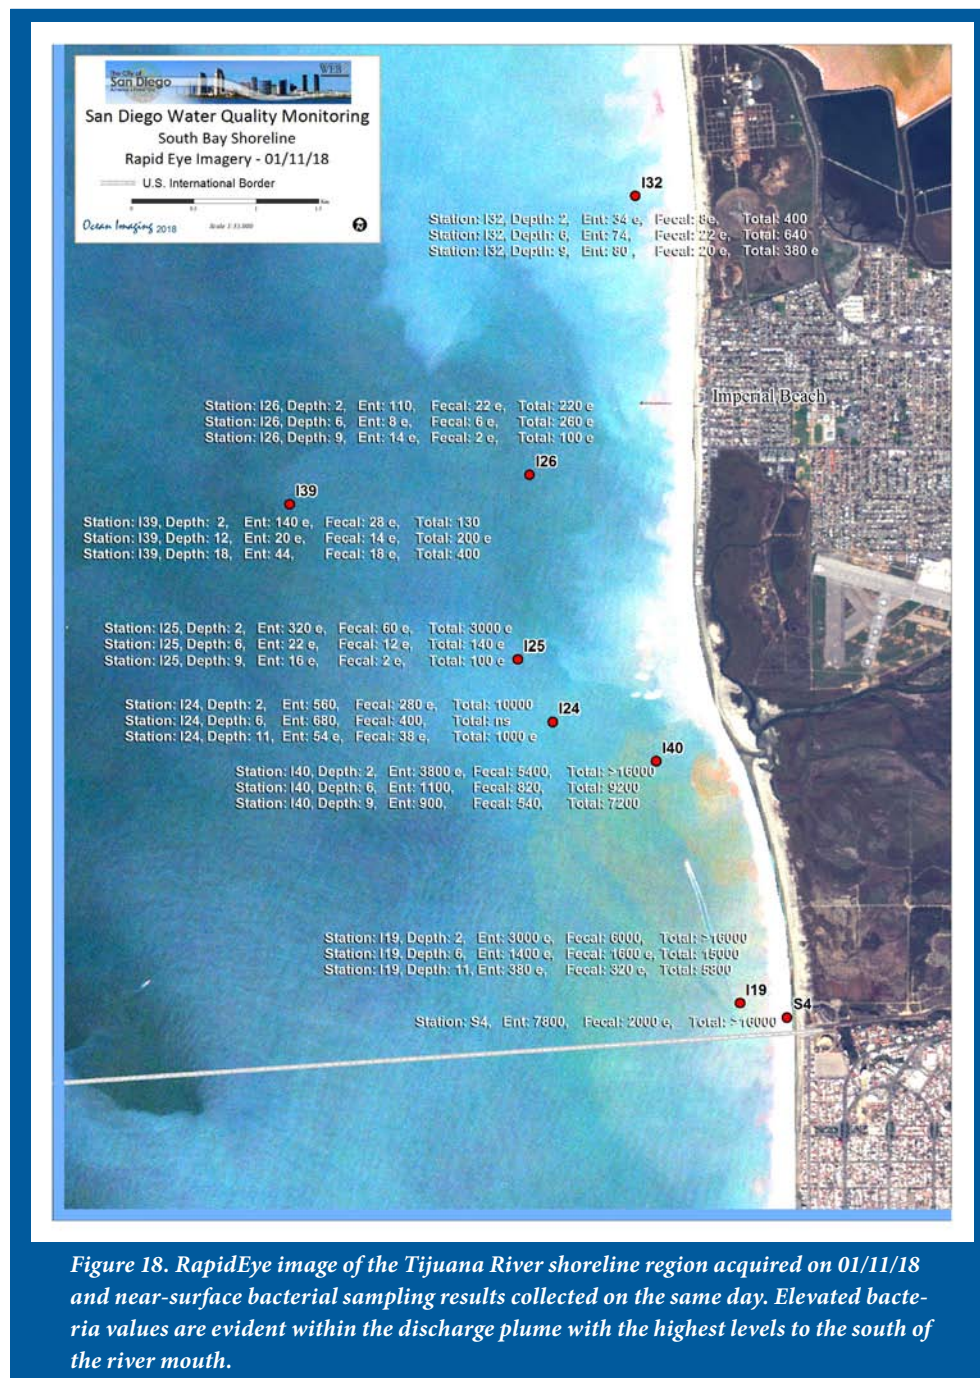 The City of
San Diego
WEB
San Diego Water Quality Monitoring
South Bay Shoreline
Rapid Eye Imagery - 01/11/18
U.S. International Border
Ocean Imaging 2018
I32
Station: I32, Depth: 2, Ent: 34 e, Fecal: 8e, Total: 400
Station: I32, Depth: 6, Ent: 74, Fecal: 22 e, Total: 640
Station: I32, Depth: 9, Ent: 80 , Fecal: 20 e, Total: 380 e
Imperial Beach
Station: I26, Depth: 2, Ent: 110, Fecal: 22 e, Total: 220 e
Station: I26, Depth: 6, Ent: 8 e, Fecal: 6 e, Total: 260 e
Station: I26, Depth: 9, Ent: 14 e, Fecal: 2 e, Total: 100 e
I26
I39
Station: I39, Depth: 2, Ent: 140 e, Fecal: 28 e, Total: 130
Station: I39, Depth: 12, Ent: 20 e, Fecal: 14 e, Total: 200 e
Station: I39, Depth: 18, Ent: 44, Fecal: 18 e, Total: 400
Station: I25, Depth: 2, Ent: 320 e, Fecal: 60 e, Total: 3000 e
Station: I25, Depth: 6, Ent: 22 e, Fecal: 12 e, Total: 140 e
Station: I25, Depth: 9, Ent: 16 e, Fecal: 2 e, Total: 100 e
I25
Station: I24, Depth: 2, Ent: 560, Fecal: 280 e, Total: 10000
Station: I24, Depth: 6, Ent: 680, Fecal: 400, Total: ns
Station: I24, Depth: 11, Ent: 54 e, Fecal: 38 e, Total: 1000 e
I24
I40
Station: I40, Depth: 2, Ent: 3800 e, Fecal: 5400, Total: >16000
Station: I40, Depth: 6, Ent: 1100, Fecal: 820, Total: 9200
Station: I40, Depth: 9, Ent: 900, Fecal: 540, Total: 7200
Station: I19, Depth: 2, Ent: 3000 e, Fecal: 6000, Total: >16000
Station: I19, Depth: 6, Ent: 1400 e, Fecal: 1600 e, Total: 15000
Station: I19, Depth: 11, Ent: 380 e, Fecal: 320 e, Total: 5800
I19
S4
Station: S4, Ent: 7800, Fecal: 2000 e, Total: >16000
Figure 18. RapidEye image of the Tijuana River shoreline region acquired on 01/11/18
and near-surface bacterial sampling results collected on the same day. Elevated bacte-
ria values are evident within the discharge plume with the highest levels to the south of
the river mouth.